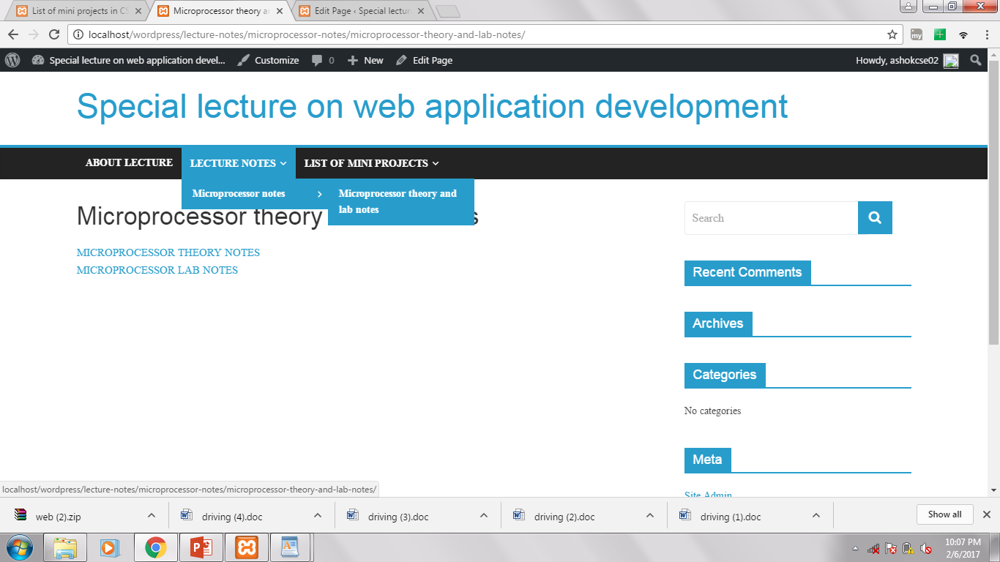 List of mini projects in CS
Microprocessor theory a
Edit Page ‹ Special lectur
localhost/wordpress/lecture-notes/microprocessor-notes/microprocessor-theory-and-lab-notes/
my
Special lecture on web application devel... Customize 0 New Edit Page Howdy, ashokcse02
Special lecture on web application development
ABOUT LECTURE LECTURE NOTES LIST OF MINI PROJECTS
Microprocessor notes
Microprocessor theory and
lab notes
Microprocessor theory
MICROPROCESSOR THEORY NOTES
MICROPROCESSOR LAB NOTES
Search
Recent Comments
Archives
Categories
No categories
Meta
Site Admin
localhost/wordpress/lecture-notes/microprocessor-notes/microprocessor-theory-and-lab-notes/
web (2).zip driving (4).doc driving (3).doc driving (2).doc driving (1).doc Show all
10:07 PM
2/6/2017